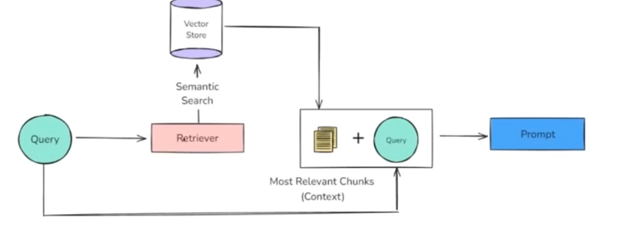 Vector
Store
Semantic
Search
Query
Retriever
Query
Prompt
Most Relevant Chunks
(Context)